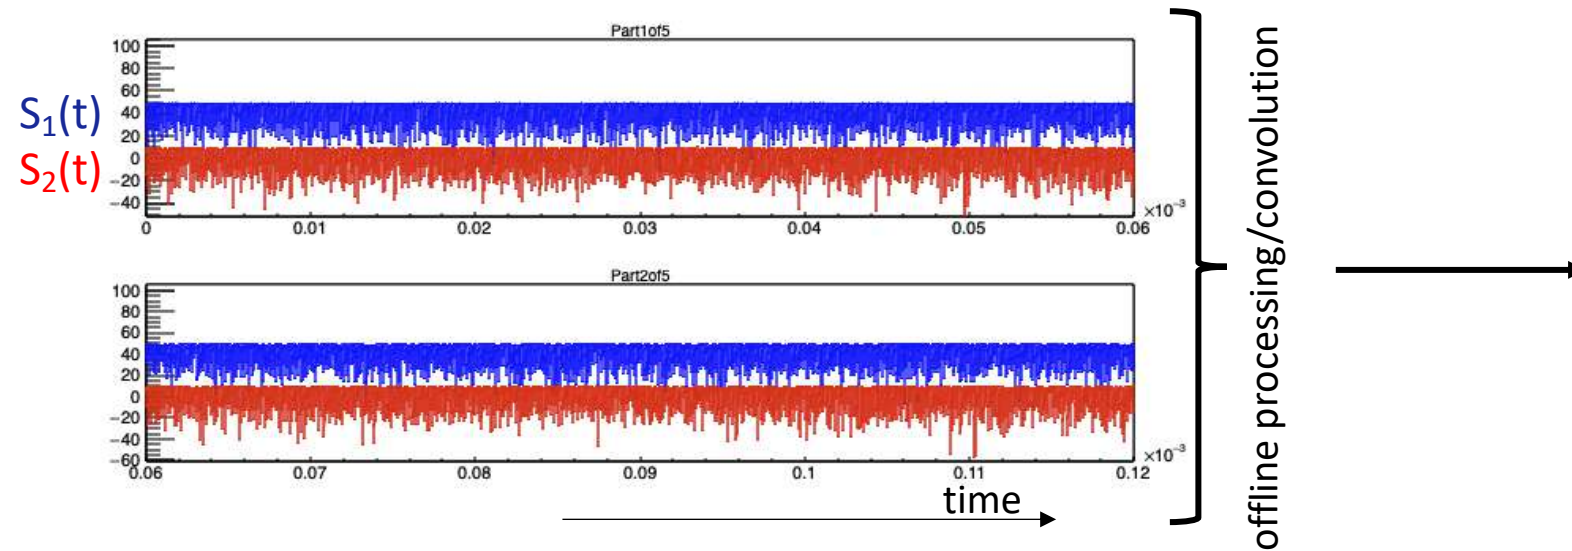 Part1of5
100
80
60
40
20
0
−20
−40
S₁(t)
S₂(t)
0 0.01 0.02 0.03 0.04 0.05 0.06
×10⁻³
Part2of5
100
80
60
40
20
0
−20
−40
−60
0.06 0.07 0.08 0.09 0.1 0.11 0.12
×10⁻³
time
offline processing/convolution